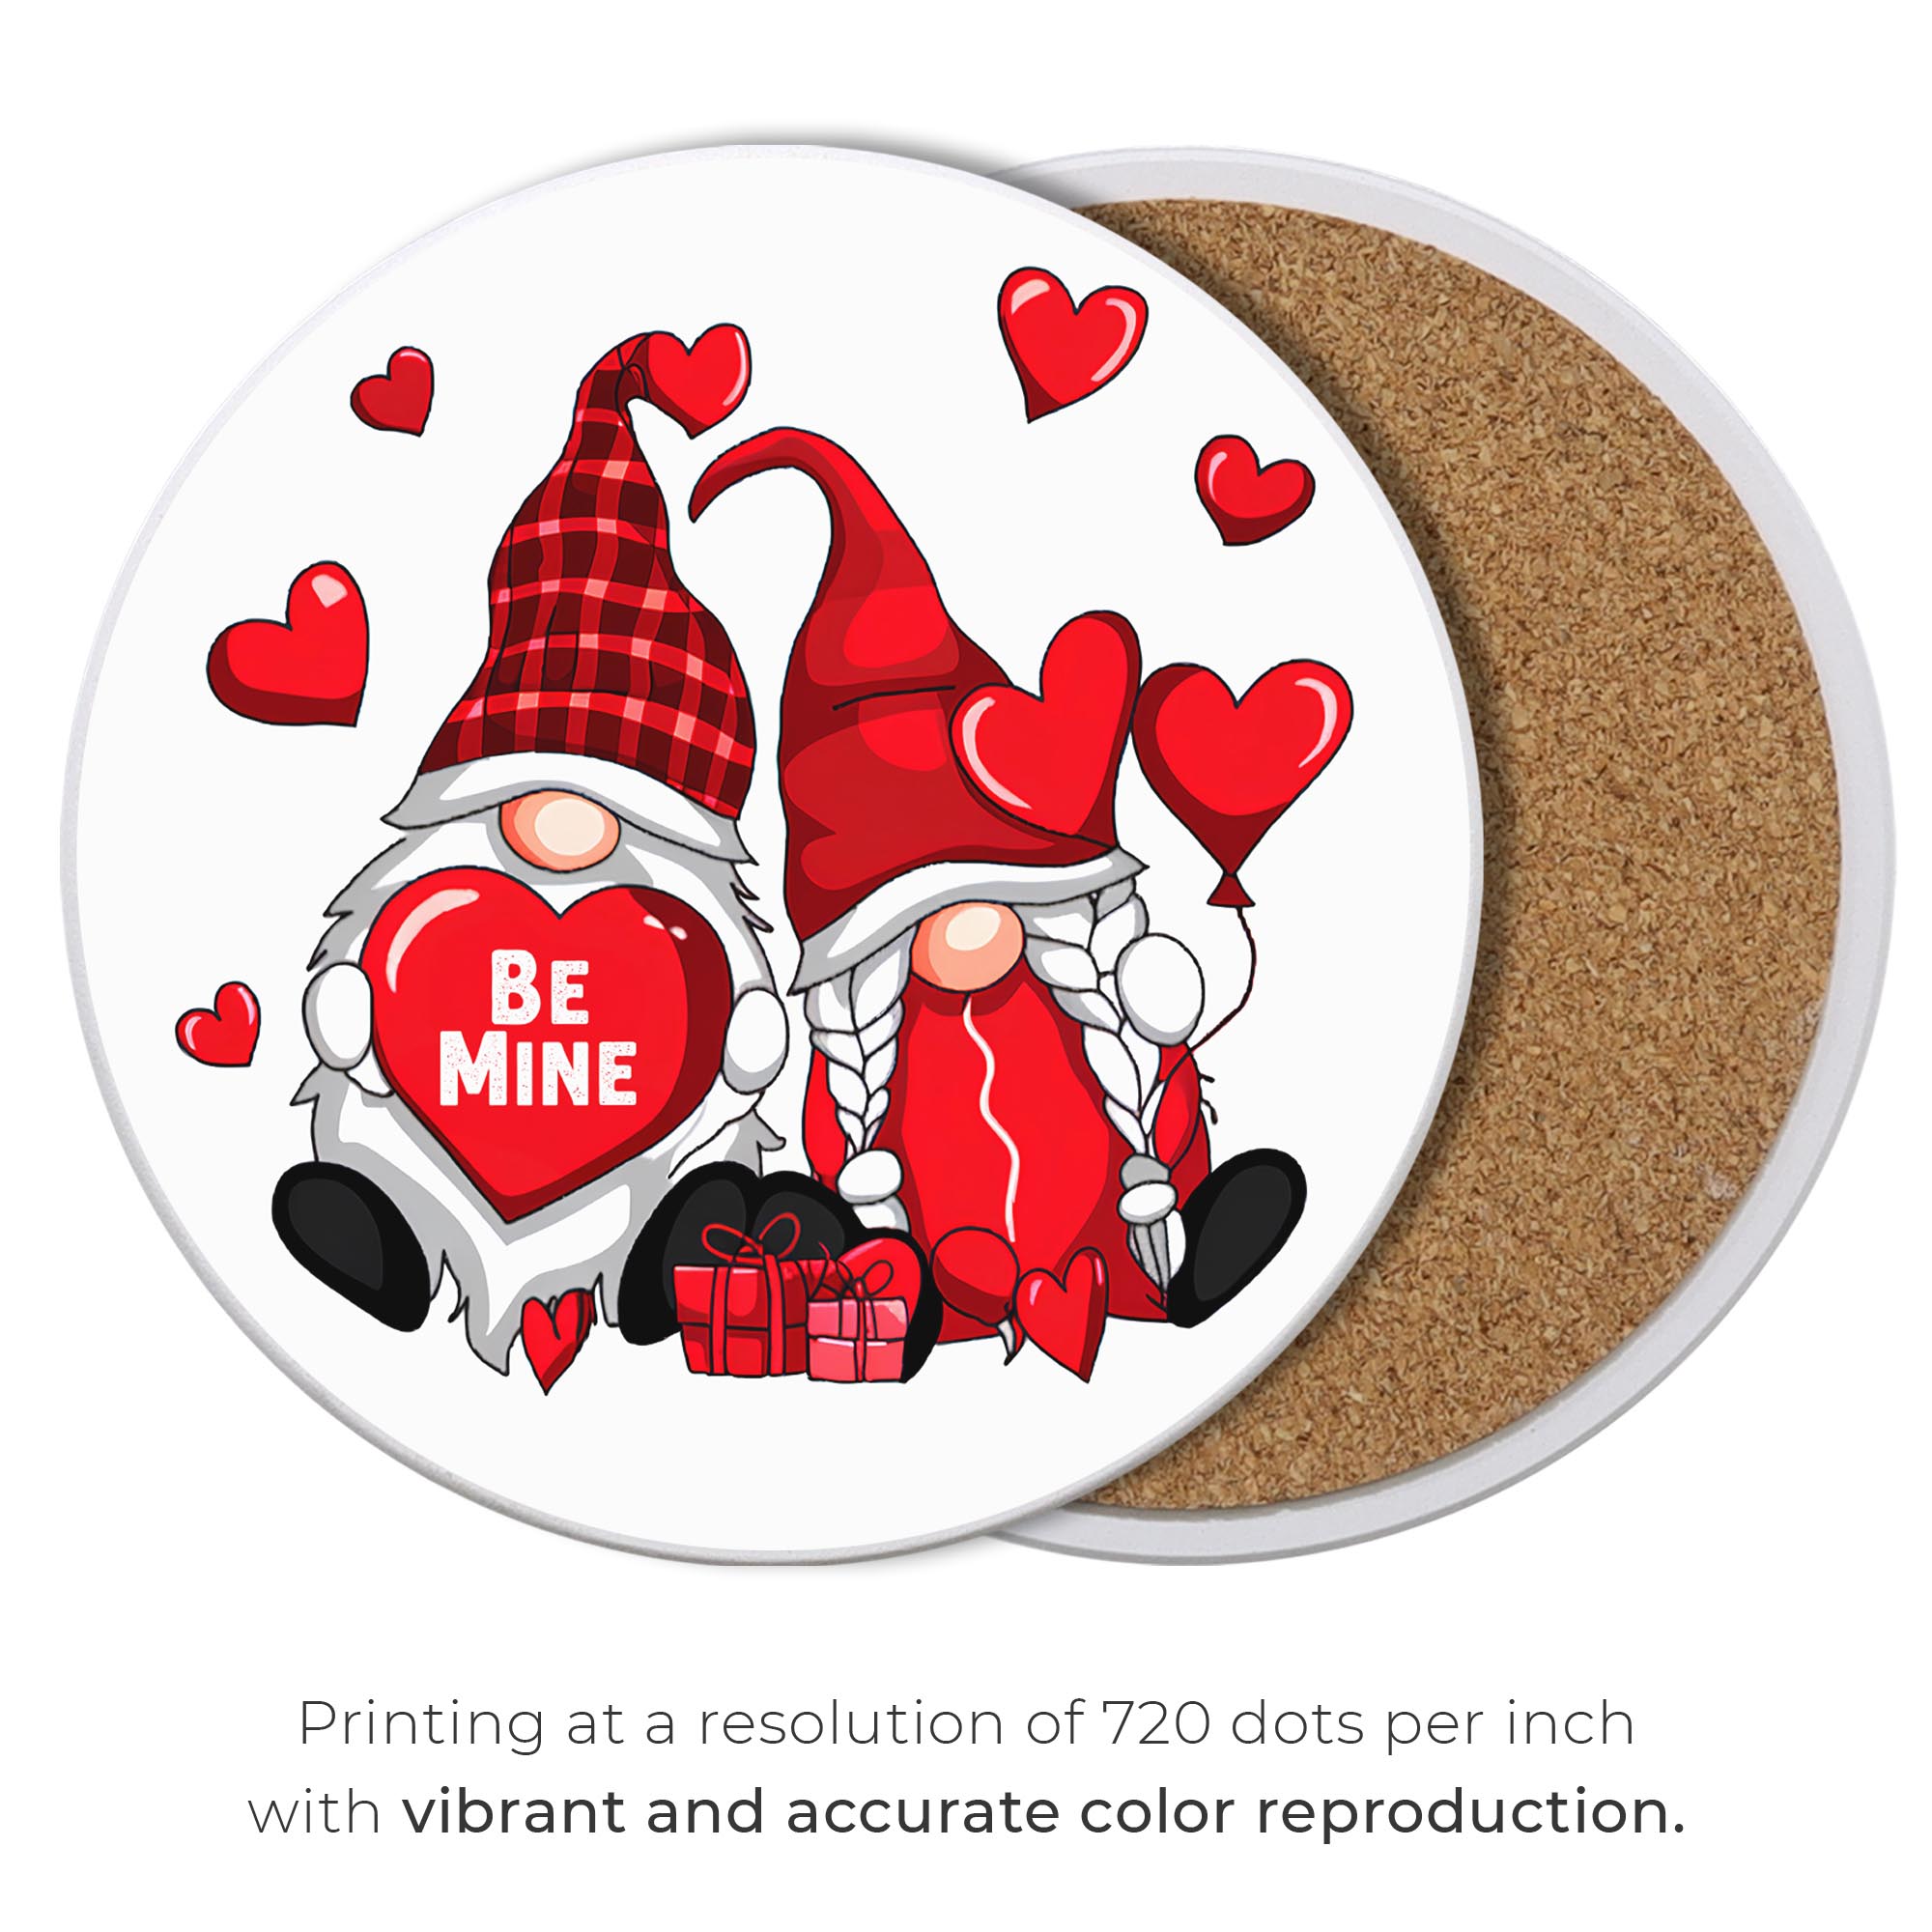 BE
MINE
Printing at a resolution of 720 dots per inch
with vibrant and accurate color reproduction.